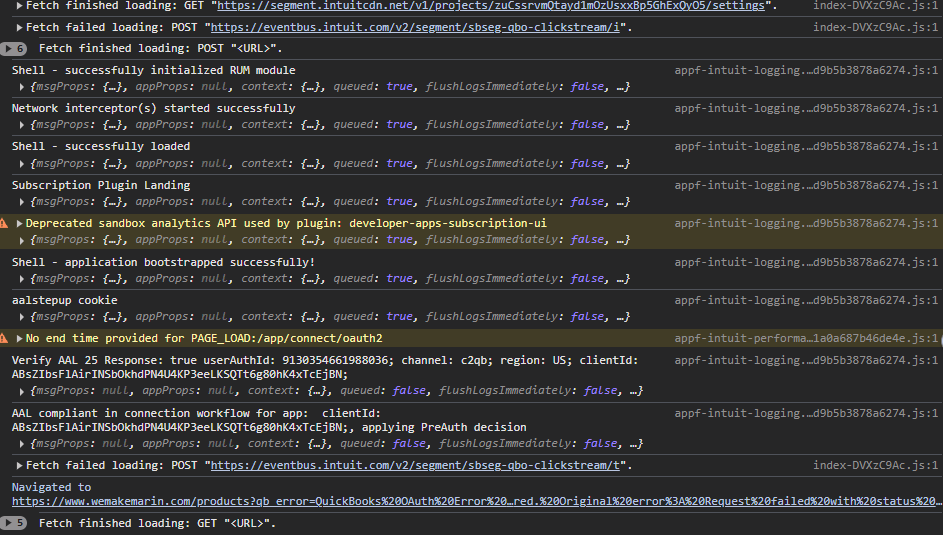 Fetch finished loading: GET "https://segment.intuitcdn.net/v1/projects/zuCssrvmOtayd1mOzUsxxBp5GhExQyO5/settings". index-DVXzC9Ac.js:1
Fetch failed loading: POST "https://eventbus.intuit.com/v2/segment/sbseg-qbo-clickstream/i". index-DVXzC9Ac.js:1
6 Fetch finished loading: POST "<URL>".
Shell - successfully initialized RUM module appf-intuit-logging.…d9b5b3878a6274.js:1
{msgProps: {…}, appProps: null, context: {…}, queued: true, flushLogsImmediately: false, …}
Network interceptor(s) started successfully appf-intuit-logging.…d9b5b3878a6274.js:1
{msgProps: {…}, appProps: null, context: {…}, queued: true, flushLogsImmediately: false, …}
Shell - successfully loaded appf-intuit-logging.…d9b5b3878a6274.js:1
{msgProps: {…}, appProps: null, context: {…}, queued: true, flushLogsImmediately: false, …}
Subscription Plugin Landing appf-intuit-logging.…d9b5b3878a6274.js:1
{msgProps: {…}, appProps: null, context: {…}, queued: true, flushLogsImmediately: false, …}
Deprecated sandbox analytics API used by plugin: developer-apps-subscription-ui appf-intuit-logging.…d9b5b3878a6274.js:1
{msgProps: {…}, appProps: null, context: {…}, queued: true, flushLogsImmediately: false, …}
Shell - application bootstrapped successfully! appf-intuit-logging.…d9b5b3878a6274.js:1
{msgProps: {…}, appProps: null, context: {…}, queued: true, flushLogsImmediately: false, …}
aalstepup cookie appf-intuit-logging.…d9b5b3878a6274.js:1
{msgProps: {…}, appProps: null, context: {…}, queued: true, flushLogsImmediately: false, …}
No end time provided for PAGE_LOAD:/app/connect/oauth2 appf-intuit-performa…1a0a687b46de4e.js:1
Verify AAL 25 Response: true userAuthId: 9130354661988036; channel: c2qb; region: US; clientId: appf-intuit-logging.…d9b5b3878a6274.js:1
ABsZIbsFlAirINSbOkhdPN4U4KP3eeLKSQTt6g80hK4xTcEjBN;
{msgProps: null, appProps: null, context: {…}, queued: false, flushLogsImmediately: false, …}
AAL compliant in connection workflow for app: clientId: appf-intuit-logging.…d9b5b3878a6274.js:1
ABsZIbsFlAirINSbOkhdPN4U4KP3eeLKSQTt6g80hK4xTcEjBN;, applying PreAuth decision
{msgProps: null, appProps: null, context: {…}, queued: false, flushLogsImmediately: false, …}
Fetch failed loading: POST "https://eventbus.intuit.com/v2/segment/sbseg-qbo-clickstream/t". index-DVXzC9Ac.js:1
Navigated to
https://www.wemakemarin.com/products?qb_error=QuickBooks%20OAuth%20Error%20…red.%20Original%20error%3A%20Request%20failed%20with%20status%20…
5 Fetch finished loading: GET "<URL>".